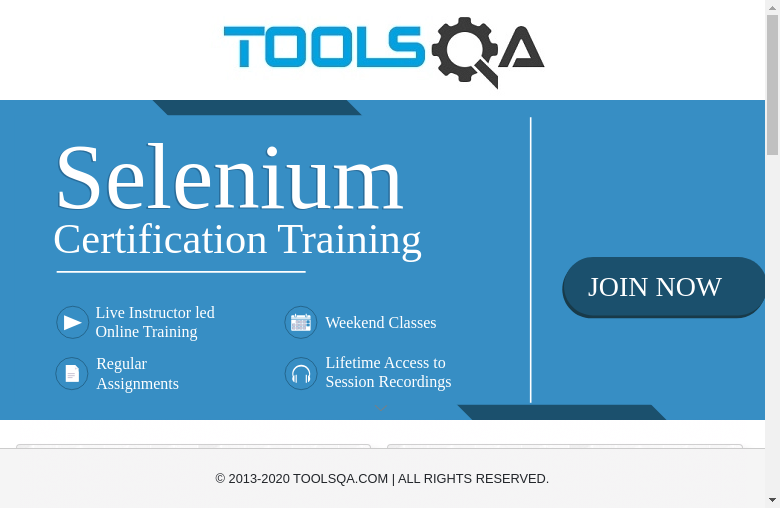 TOOLSQA
Selenium
Certification Training
JOIN NOW
Live Instructor led
Online Training
Weekend Classes
Regular
Assignments
Lifetime Access to
Session Recordings
© 2013-2020 TOOLSQA.COM | ALL RIGHTS RESERVED.